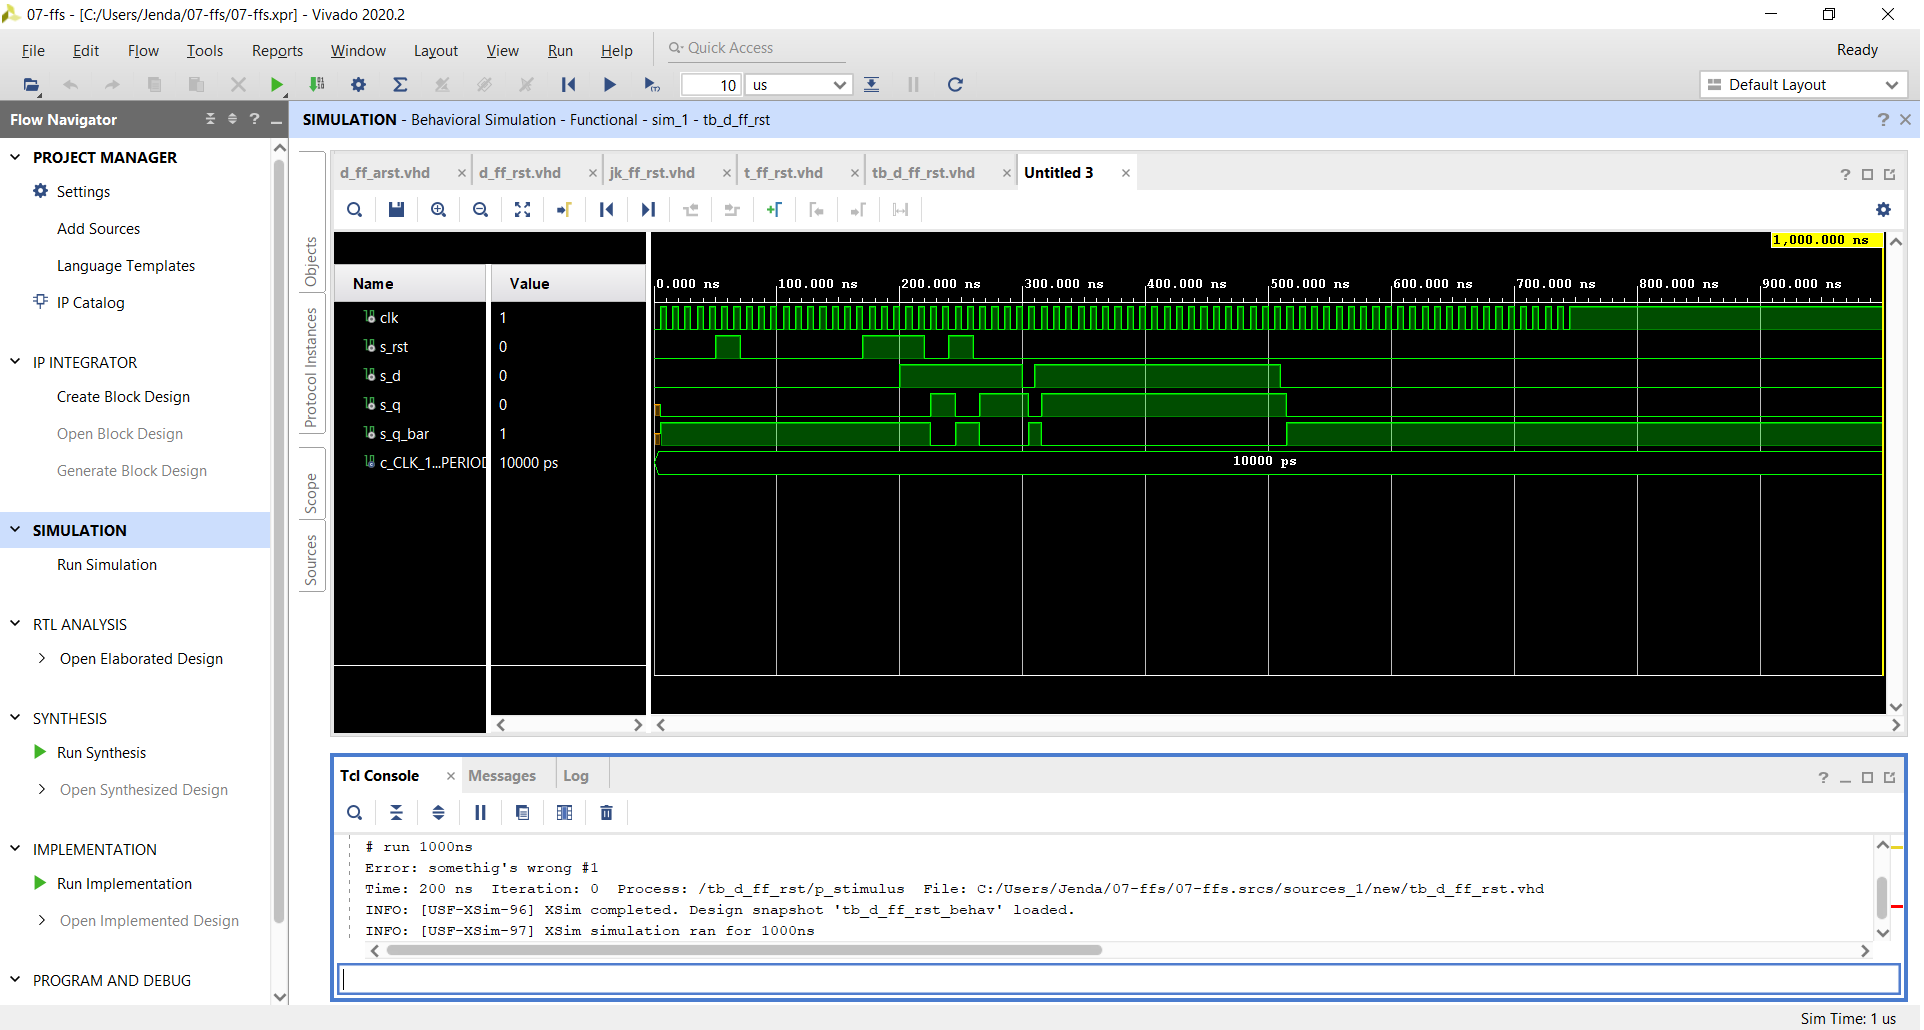 07-ffs - [C:/Users/Jenda/07-ffs/07-ffs.xpr] - Vivado 2020.2
File Edit Flow Tools Reports Window Layout View Run Help Quick Access Ready
10 us Default Layout
Flow Navigator
PROJECT MANAGER
Settings
Add Sources
Language Templates
IP Catalog
IP INTEGRATOR
Create Block Design
Open Block Design
Generate Block Design
SIMULATION
Run Simulation
RTL ANALYSIS
Open Elaborated Design
SYNTHESIS
Run Synthesis
Open Synthesized Design
IMPLEMENTATION
Run Implementation
Open Implemented Design
PROGRAM AND DEBUG
SIMULATION - Behavioral Simulation - Functional - sim_1 - tb_d_ff_rst
Objects
Protocol Instances
Scope
Sources
d_ff_arst.vhd d_ff_rst.vhd jk_ff_rst.vhd t_ff_rst.vhd tb_d_ff_rst.vhd Untitled 3
1,000.000 ns
Name Value
0.000 ns 100.000 ns 200.000 ns 300.000 ns 400.000 ns 500.000 ns 600.000 ns 700.000 ns 800.000 ns 900.000 ns
clk 1
s_rst 0
s_d 0
s_q 0
s_q_bar 1
c_CLK_1...PERIOD 10000 ps 10000 ps
Tcl Console Messages Log
# run 1000ns
Error: somethig's wrong #1
Time: 200 ns Iteration: 0 Process: /tb_d_ff_rst/p_stimulus File: C:/Users/Jenda/07-ffs/07-ffs.srcs/sources_1/new/tb_d_ff_rst.vhd
INFO: [USF-XSim-96] XSim completed. Design snapshot 'tb_d_ff_rst_behav' loaded.
INFO: [USF-XSim-97] XSim simulation ran for 1000ns
Sim Time: 1 us